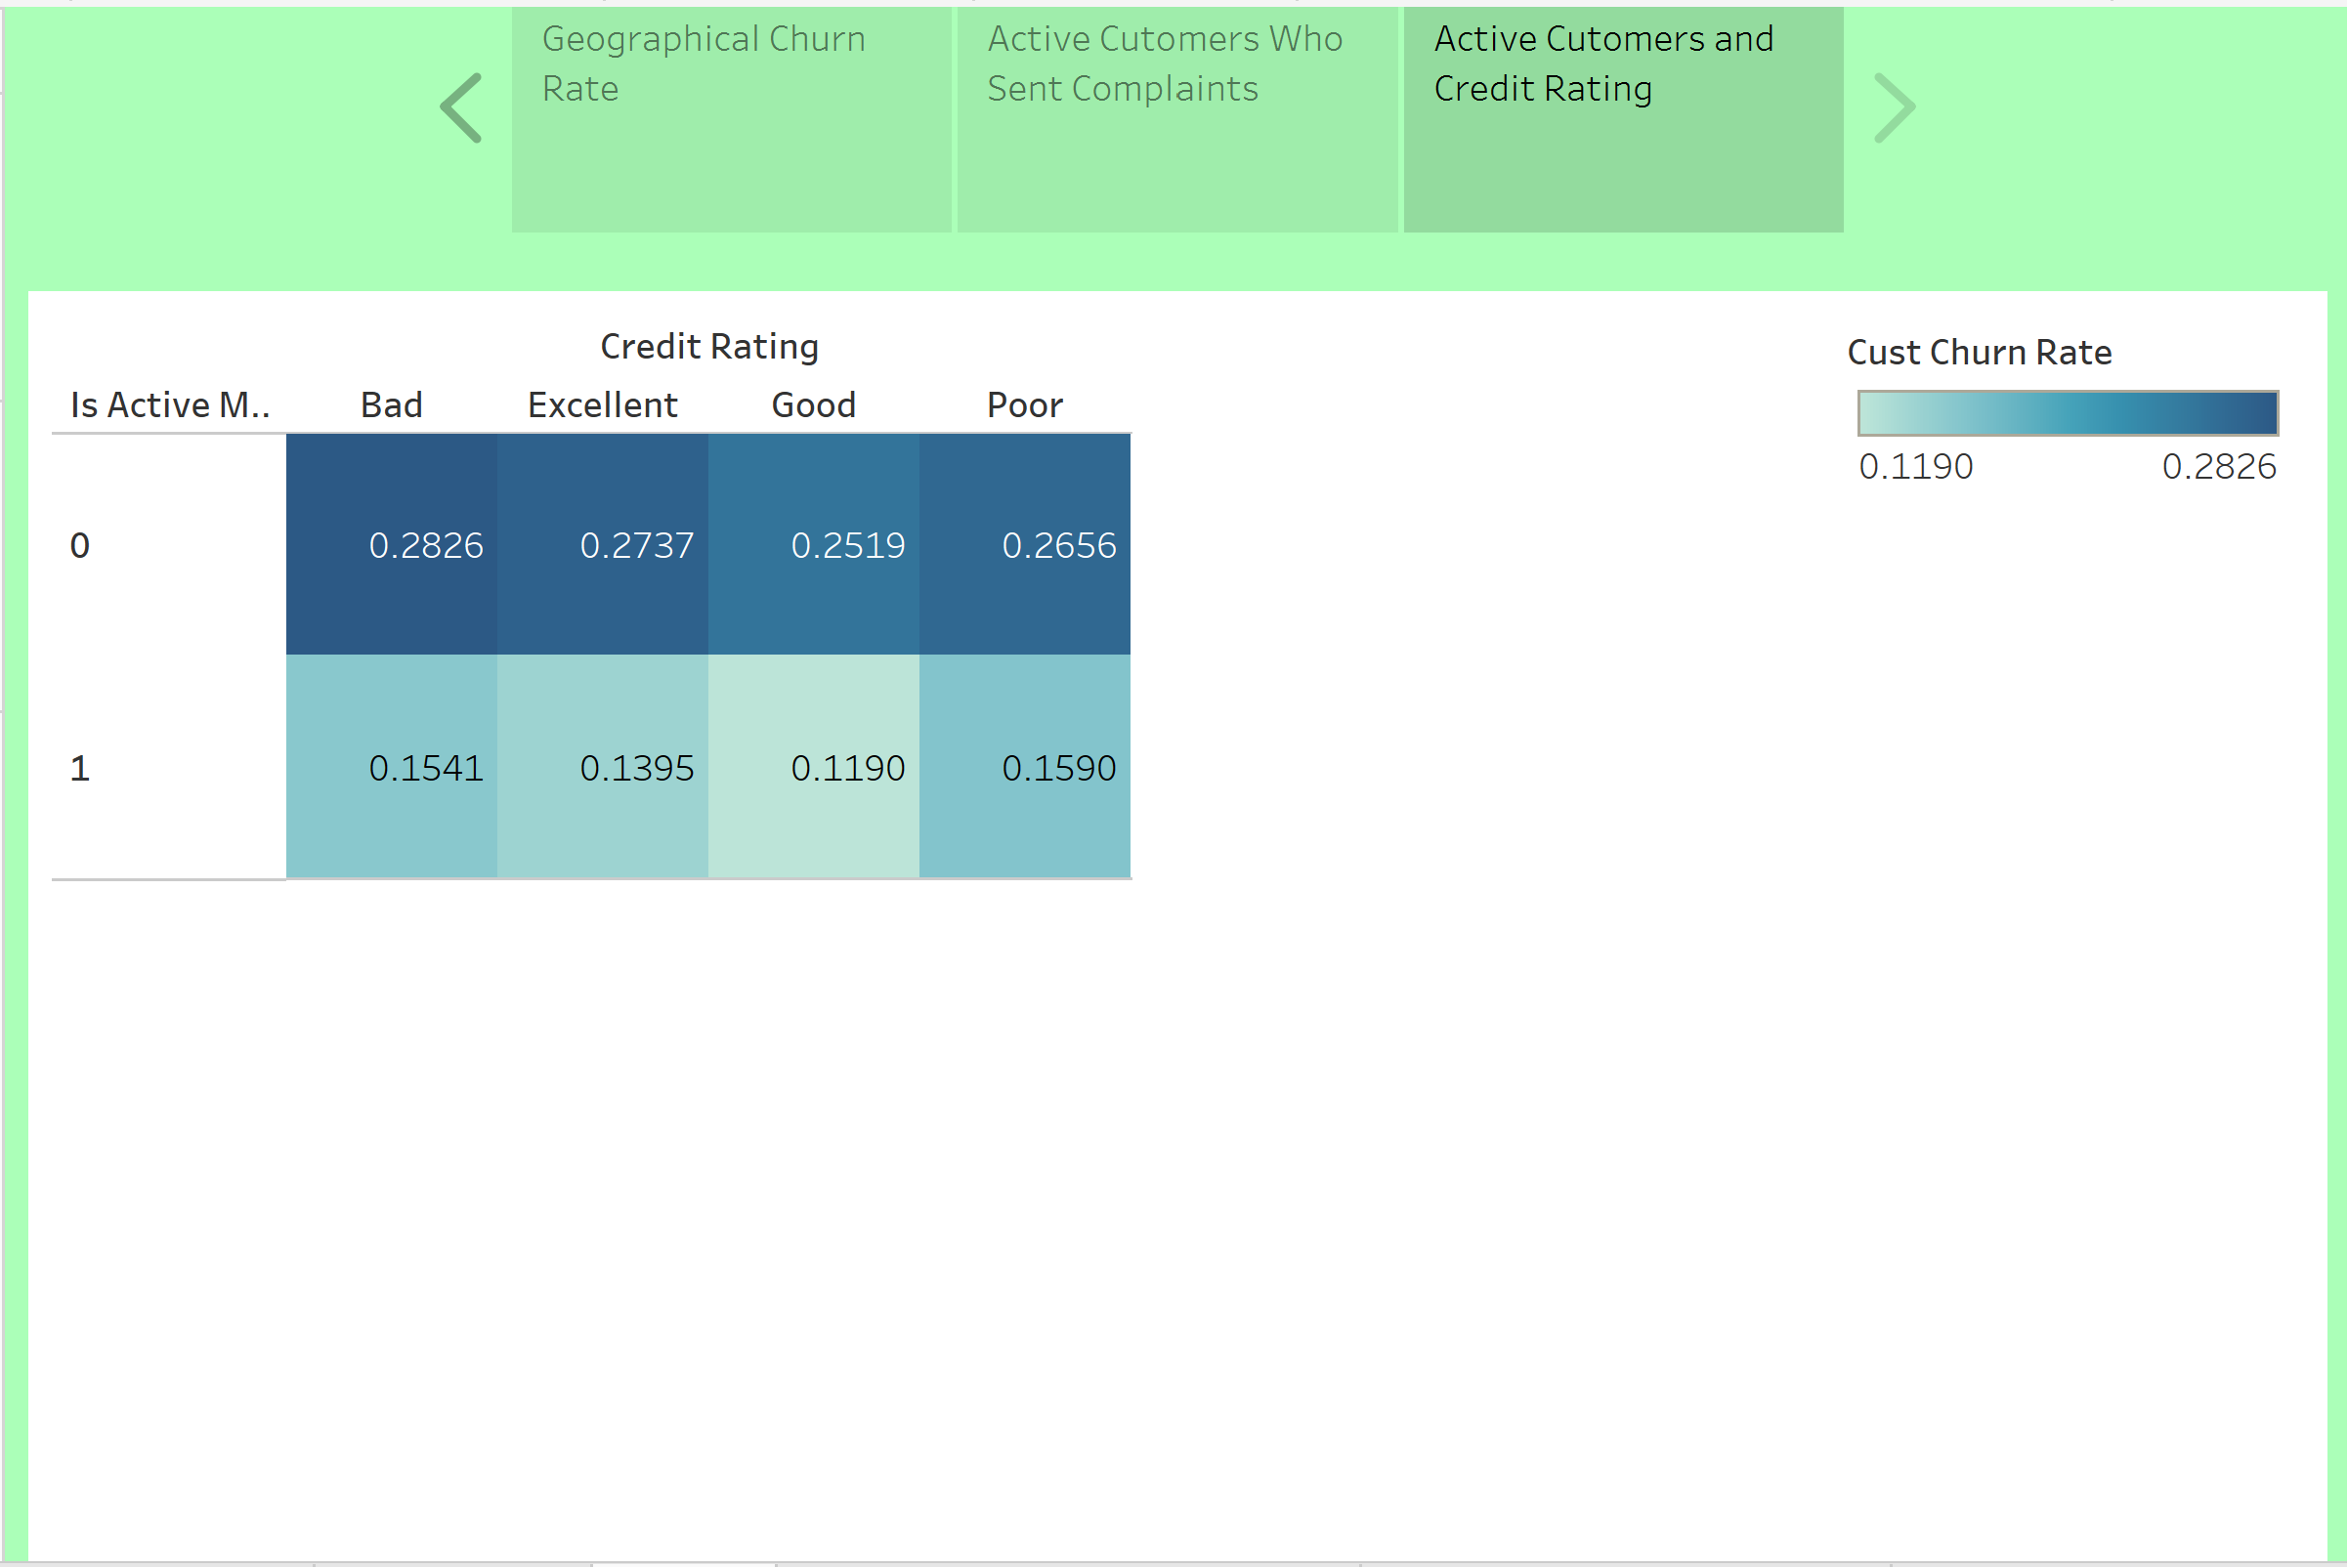 Geographical Churn
Rate
Active Cutomers Who
Sent Complaints
Active Cutomers and
Credit Rating
Credit Rating
Is Active M.. Bad Excellent Good Poor
0 0.2826 0.2737 0.2519 0.2656
1 0.1541 0.1395 0.1190 0.1590
Cust Churn Rate
0.1190 0.2826